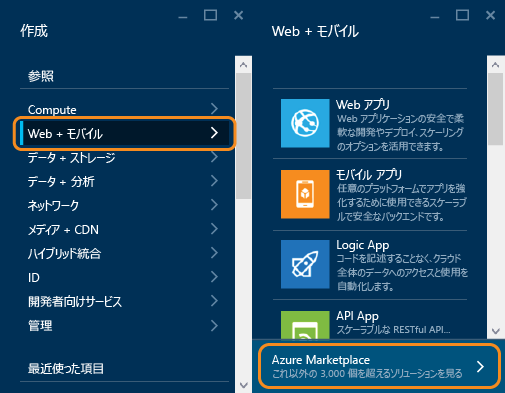 作成
参照
Compute
Web + モバイル
データ + ストレージ
データ + 分析
ネットワーク
メディア + CDN
ハイブリッド統合
ID
開発者向けサービス
管理
最近使った項目
Web + モバイル
Web アプリ
Web アプリケーションの安全で柔
軟な開発やデプロイ、スケーリング
のオプションを活用できます。
モバイル アプリ
任意のプラットフォームでアプリを強
化するために使用できるスケーラブ
ルで安全なバックエンドです。
Logic App
コードを記述することなく、クラウド
全体のデータへのアクセスと使用を
自動化します。
API App
スケーラブルな RESTful API...
Azure Marketplace
これ以外の 3,000 個を超えるソリューションを見る